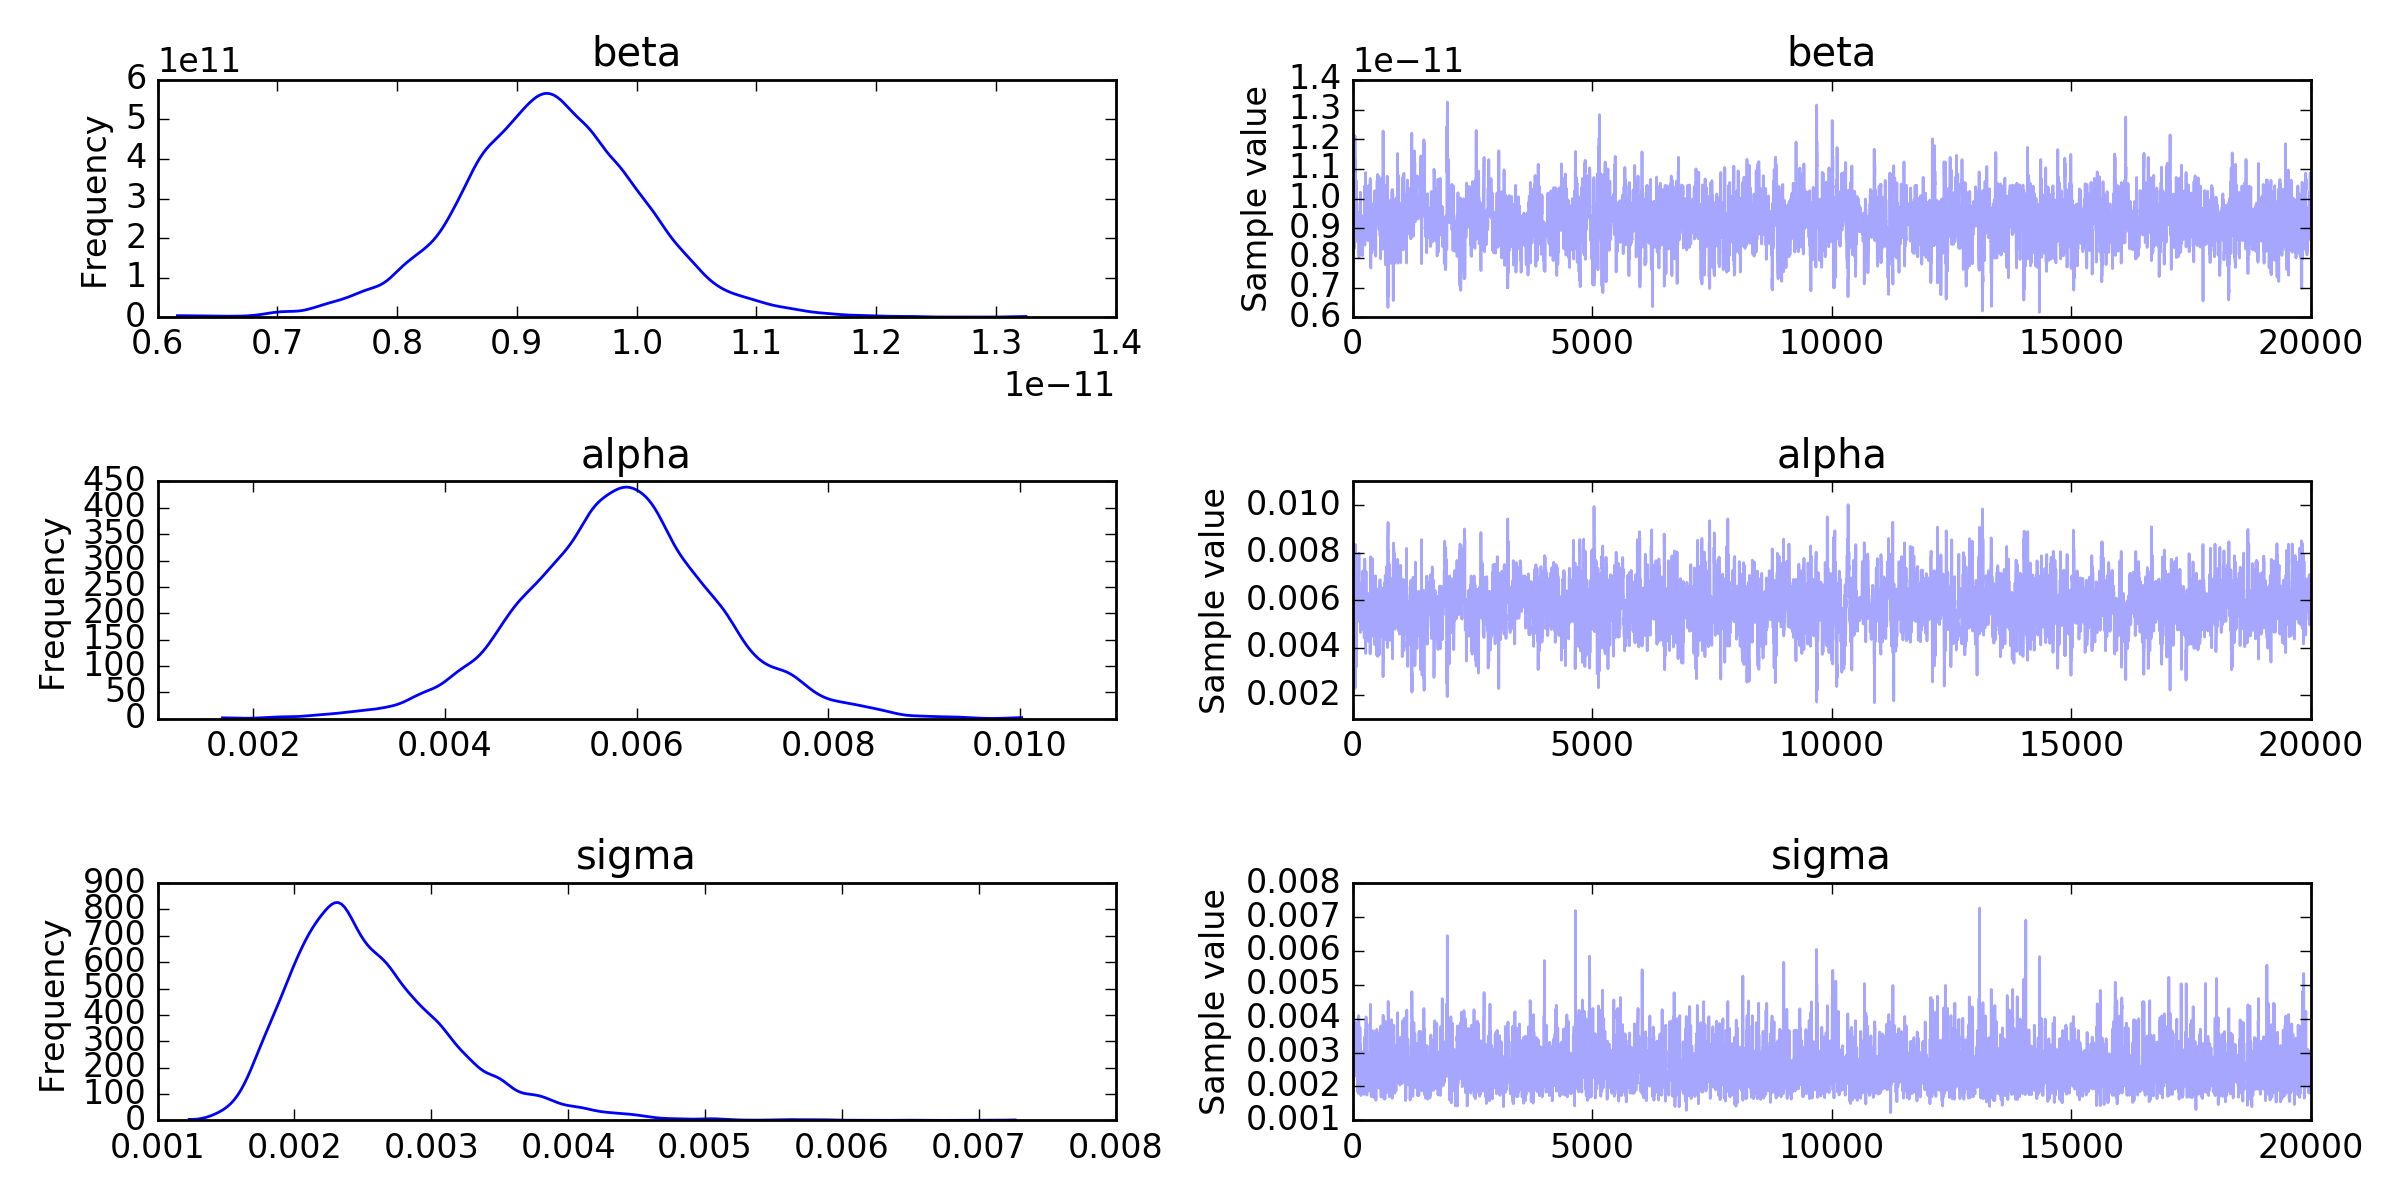 beta
1e11
6
5
4
3
2
1
0
Frequency
0.6 0.7 0.8 0.9 1.0 1.1 1.2 1.3 1.4
1e−11
beta
1e−11
1.4
1.3
1.2
1.1
1.0
0.9
0.8
0.7
0.6
Sample value
0 5000 10000 15000 20000
alpha
450
400
350
300
250
200
150
100
50
0
Frequency
0.002 0.004 0.006 0.008 0.010
alpha
0.010
0.008
0.006
0.004
0.002
Sample value
0 5000 10000 15000 20000
sigma
900
800
700
600
500
400
300
200
100
0
Frequency
0.001 0.002 0.003 0.004 0.005 0.006 0.007 0.008
sigma
0.008
0.007
0.006
0.005
0.004
0.003
0.002
0.001
Sample value
0 5000 10000 15000 20000